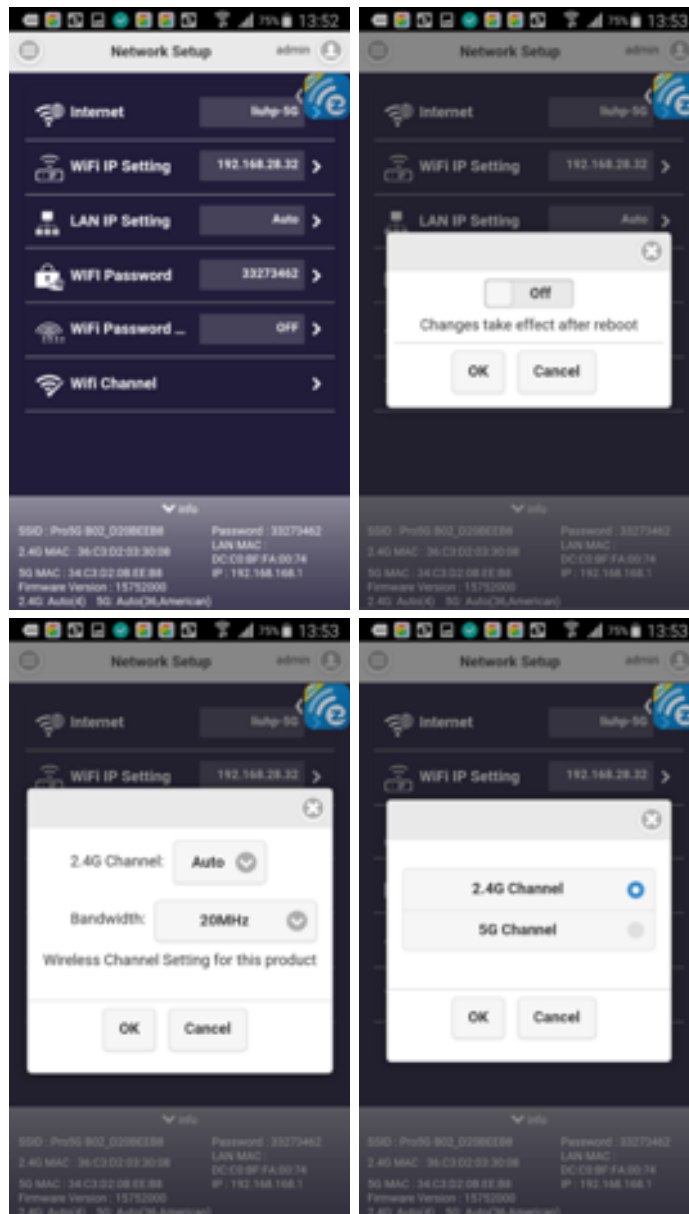 75% 13:52
Network Setup admin
Internet liuhp-5G
WiFi IP Setting 192.168.28.32
LAN IP Setting Auto
WIFI Password 33273462
WiFi Password ... OFF
Wifi Channel
info
SSID : Pro5G B02_D208EEB8 Password : 33273462
2.4G MAC : 36:C3:D2:03:30:08 LAN MAC :
DC:C0:BF:FA:00:74
5G MAC : 34:C3:D2:08:EE:B8 IP : 192.168.168.1
Firmware Version : 15752000
2.4G: Auto(4) 5G: Auto(36,American)
75% 13:53
Network Setup admin
Internet liuhp-5G
WiFi IP Setting 192.168.28.32
LAN IP Setting Auto
Off
Changes take effect after reboot
OK Cancel
info
SSID : Pro5G B02_D208EEB8 Password : 33273462
2.4G MAC : 36:C3:D2:03:30:08 LAN MAC :
DC:C0:BF:FA:00:74
5G MAC : 34:C3:D2:08:EE:B8 IP : 192.168.168.1
Firmware Version : 15752000
2.4G: Auto(4) 5G: Auto(36,American)
75% 13:53
Network Setup admin
Internet liuhp-5G
WiFi IP Setting 192.168.28.32
2.4G Channel: Auto
Bandwidth: 20MHz
Wireless Channel Setting for this product
OK Cancel
info
SSID : Pro5G B02_D208EEB8 Password : 33273462
2.4G MAC : 36:C3:D2:03:30:08 LAN MAC :
DC:C0:BF:FA:00:74
5G MAC : 34:C3:D2:08:EE:B8 IP : 192.168.168.1
Firmware Version : 15752000
75% 13:53
Network Setup admin
Internet liuhp-5G
WiFi IP Setting 192.168.28.32
2.4G Channel
5G Channel
OK Cancel
info
SSID : Pro5G B02_D208EEB8 Password : 33273462
2.4G MAC : 36:C3:D2:03:30:08 LAN MAC :
DC:C0:BF:FA:00:74
5G MAC : 34:C3:D2:08:EE:B8 IP : 192.168.168.1
Firmware Version : 15752000